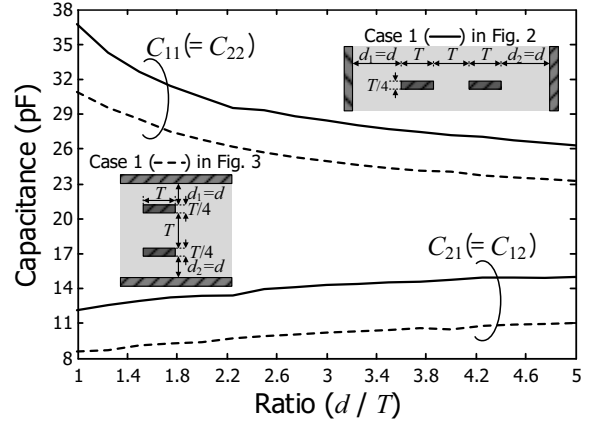 38
35
32
29
26
23
20
17
14
11
8
Capacitance (pF)
C11(= C22)
Case 1 (——) in Fig. 2
d1=d T T T d2=d
T/4
Case 1 (- - -) in Fig. 3
T
d1=d
T/4
T
T/4
d2=d
C21(= C12)
1 1.4 1.8 2.2 2.6 3 3.4 3.8 4.2 4.6 5
Ratio (d / T)